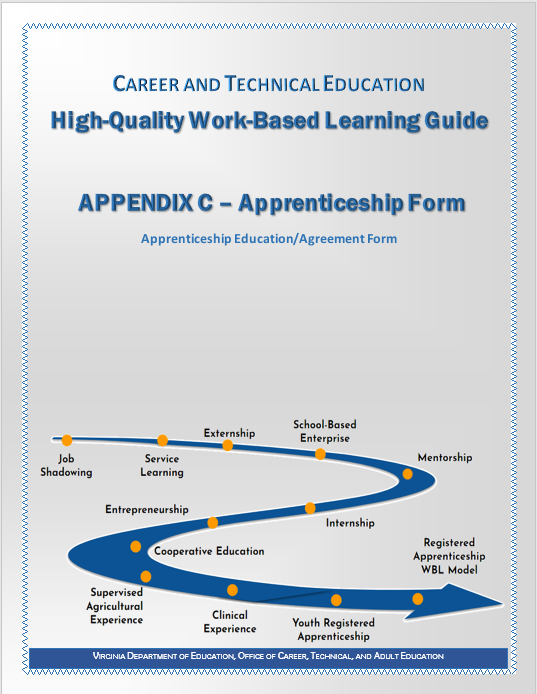 CAREER AND TECHNICAL EDUCATION
High-Quality Work-Based Learning Guide
APPENDIX C – Apprenticeship Form
Apprenticeship Education/Agreement Form
Job
Shadowing
Service
Learning
Externship
School-Based
Enterprise
Mentorship
Internship
Entrepreneurship
Cooperative Education
Supervised
Agricultural
Experience
Clinical
Experience
Youth Registered
Apprenticeship
Registered
Apprenticeship
WBL Model
VIRGINIA DEPARTMENT OF EDUCATION, OFFICE OF CAREER, TECHNICAL, AND ADULT EDUCATION